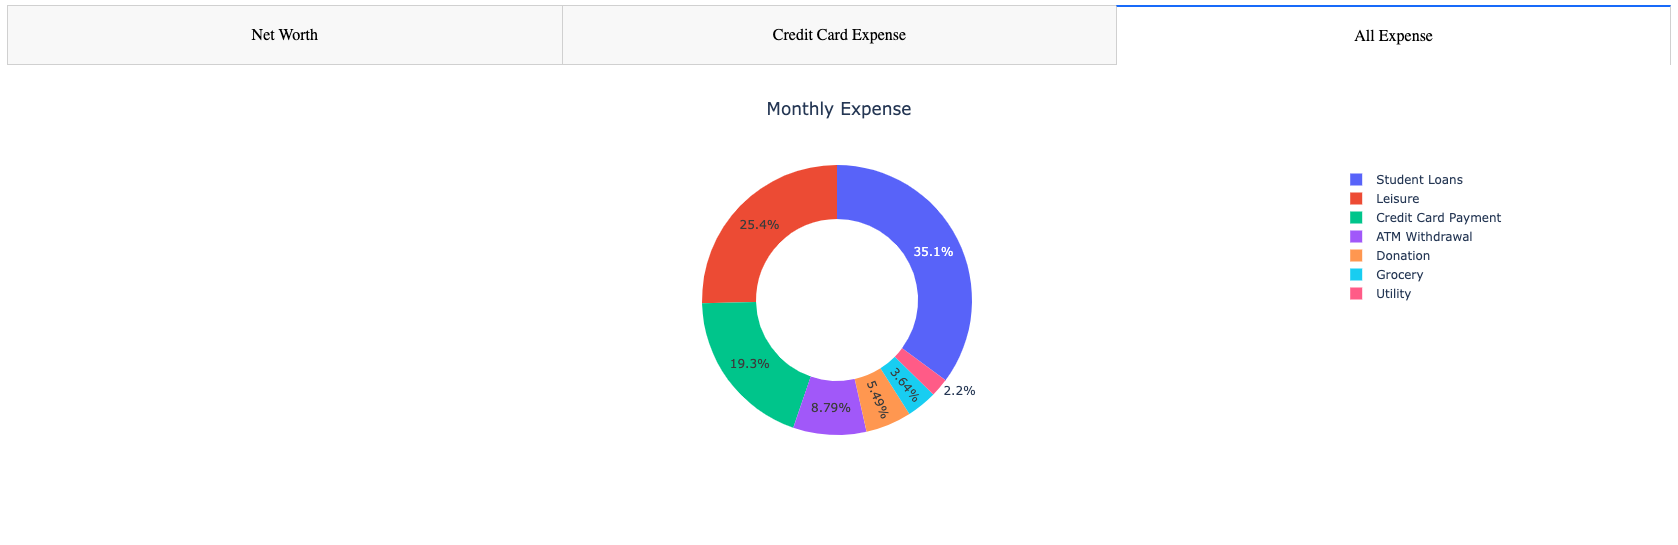 Net Worth
Credit Card Expense
All Expense
Monthly Expense
35.1%
25.4%
19.3%
8.79%
5.49%
3.64%
2.2%
Student Loans
Leisure
Credit Card Payment
ATM Withdrawal
Donation
Grocery
Utility